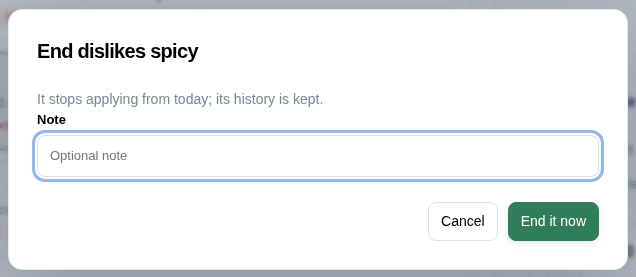 End dislikes spicy
It stops applying from today; its history is kept.
Note
Optional note
Cancel
End it now